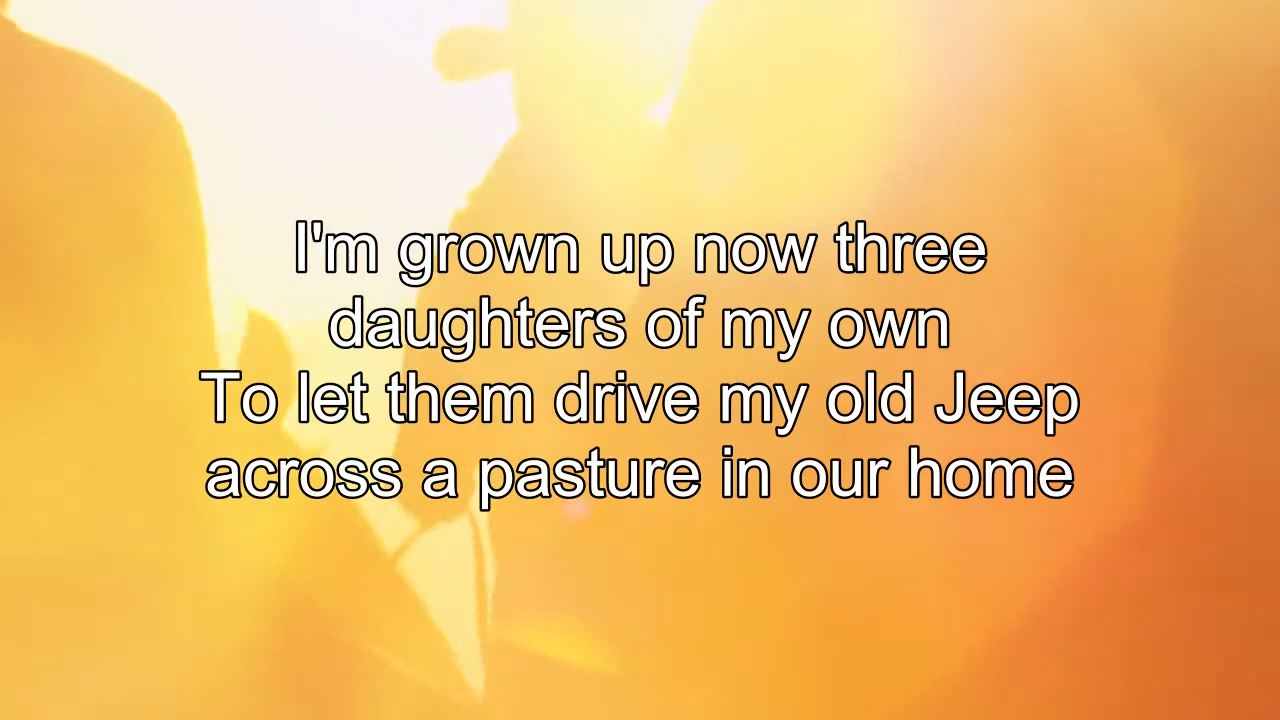 I'm grown up now three
daughters of my own
To let them drive my old Jeep
across a pasture in our home